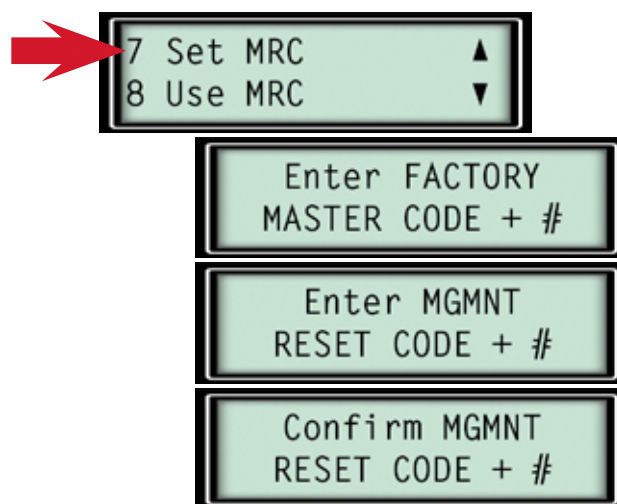 7 Set MRC ▲
8 Use MRC ▼
Enter FACTORY
MASTER CODE + #
Enter MGMNT
RESET CODE + #
Confirm MGMNT
RESET CODE + #